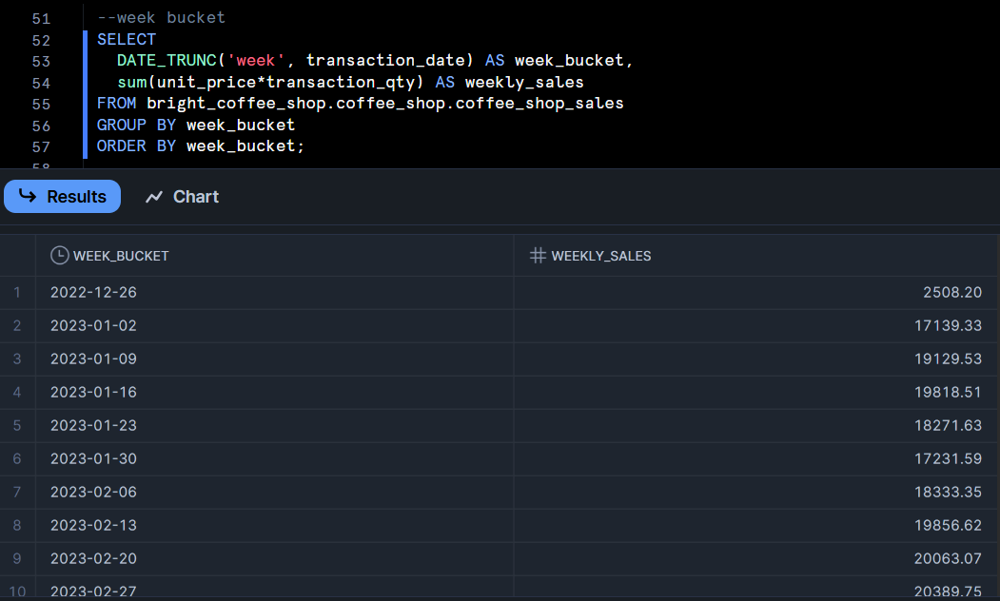 51 --week bucket
52 SELECT
53 DATE_TRUNC('week', transaction_date) AS week_bucket,
54 sum(unit_price*transaction_qty) AS weekly_sales
55 FROM bright_coffee_shop.coffee_shop.coffee_shop_sales
56 GROUP BY week_bucket
57 ORDER BY week_bucket;
58
Results Chart
WEEK_BUCKET WEEKLY_SALES
1 2022-12-26 2508.20
2 2023-01-02 17139.33
3 2023-01-09 19129.53
4 2023-01-16 19818.51
5 2023-01-23 18271.63
6 2023-01-30 17231.59
7 2023-02-06 18333.35
8 2023-02-13 19856.62
9 2023-02-20 20063.07
10 2023-02-27 20389.75